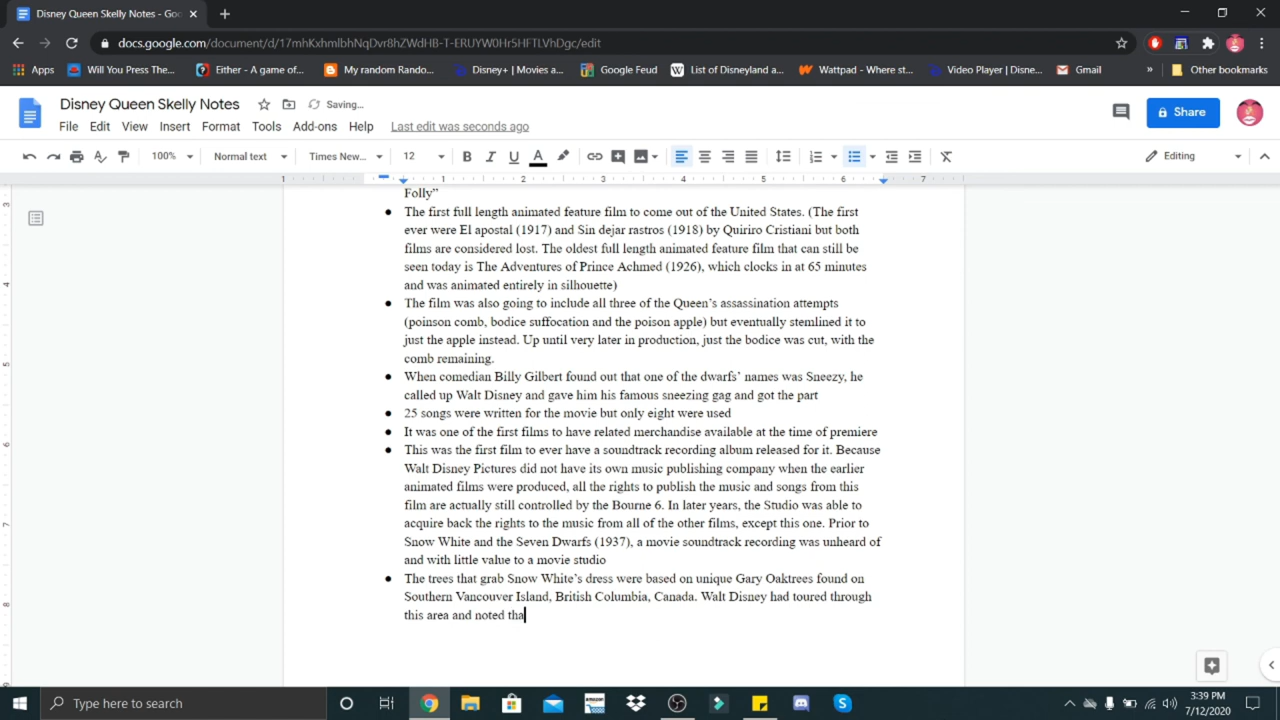 Disney Queen Skelly Notes - Goo
docs.google.com/document/d/17mhKxhmlbhNqDvr8hZWdHB-T-ERUYW0Hr5HFTLVhDgc/edit
Apps
Will You Press The...
Either - A game of...
My random Rando...
Disney+ | Movies a...
Google Feud
List of Disneyland a...
Wattpad - Where st...
Video Player | Disne...
Gmail
Other bookmarks
Disney Queen Skelly Notes
Saving...
File Edit View Insert Format Tools Add-ons Help Last edit was seconds ago
Share
100% Normal text Times New... 12 Editing
1 1 2 3 4 5 6 7
Folly”
● The first full length animated feature film to come out of the United States. (The first
ever were El apostal (1917) and Sin dejar rastros (1918) by Quiriro Cristiani but both
films are considered lost. The oldest full length animated feature film that can still be
seen today is The Adventures of Prince Achmed (1926), which clocks in at 65 minutes
and was animated entirely in silhouette)
● The film was also going to include all three of the Queen’s assassination attempts
(poinson comb, bodice suffocation and the poison apple) but eventually stemlined it to
just the apple instead. Up until very later in production, just the bodice was cut, with the
comb remaining.
● When comedian Billy Gilbert found out that one of the dwarfs’ names was Sneezy, he
called up Walt Disney and gave him his famous sneezing gag and got the part
● 25 songs were written for the movie but only eight were used
● It was one of the first films to have related merchandise available at the time of premiere
● This was the first film to ever have a soundtrack recording album released for it. Because
Walt Disney Pictures did not have its own music publishing company when the earlier
animated films were produced, all the rights to publish the music and songs from this
film are actually still controlled by the Bourne 6. In later years, the Studio was able to
acquire back the rights to the music from all of the other films, except this one. Prior to
Snow White and the Seven Dwarfs (1937), a movie soundtrack recording was unheard of
and with little value to a movie studio
● The trees that grab Snow White’s dress were based on unique Gary Oaktrees found on
Southern Vancouver Island, British Columbia, Canada. Walt Disney had toured through
this area and noted tha
3
4
5
6
7
8
Type here to search
3:39 PM
7/12/2020